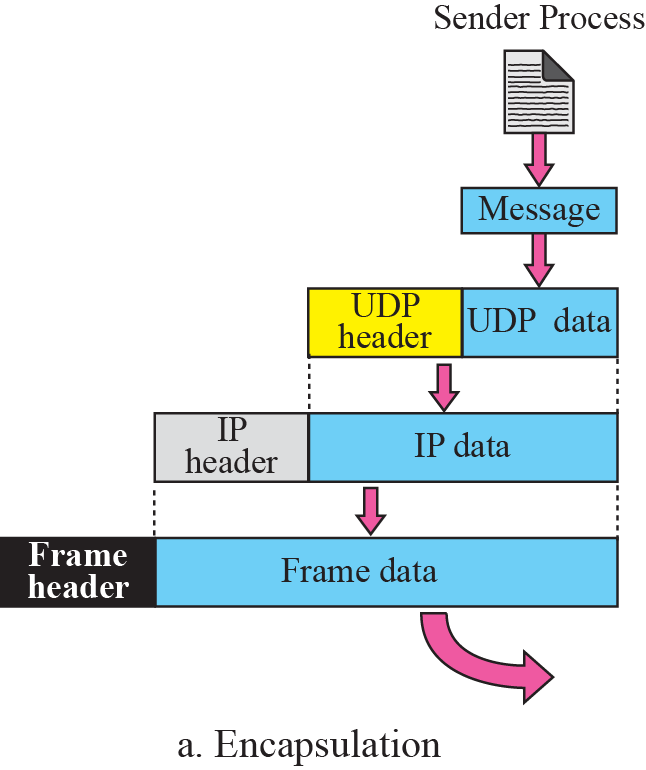 Sender Process
Message
UDP
header
UDP data
IP
header
IP data
Frame
header
Frame data
a. Encapsulation